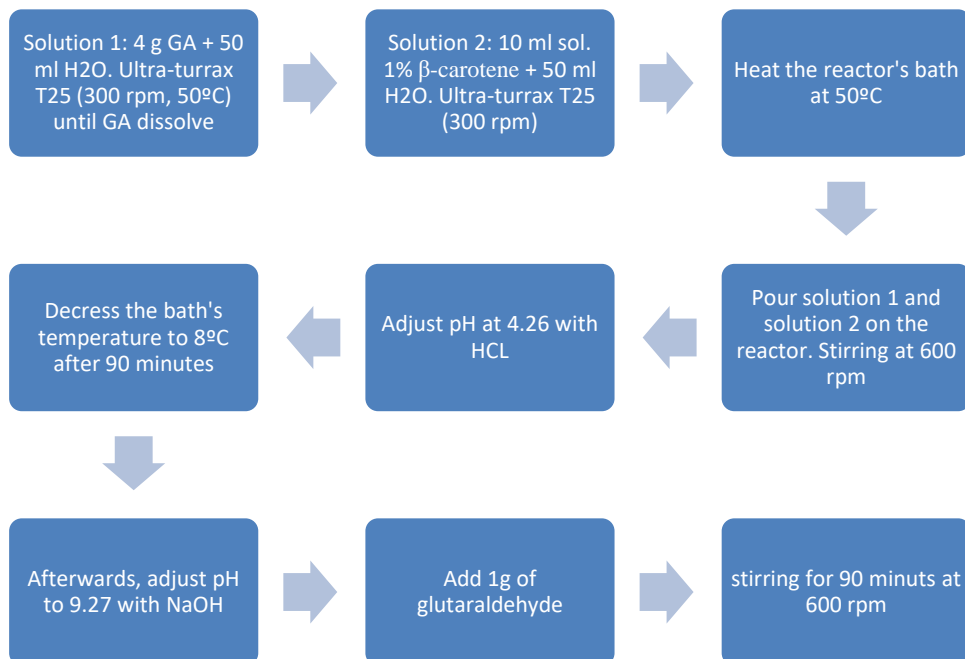 Solution 1: 4 g GA + 50
ml H2O. Ultra-turrax
T25 (300 rpm, 50ºC)
until GA dissolve
Solution 2: 10 ml sol.
1% β-carotene + 50 ml
H2O. Ultra-turrax T25
(300 rpm)
Heat the reactor's bath
at 50ºC
Pour solution 1 and
solution 2 on the
reactor. Stirring at 600
rpm
Adjust pH at 4.26 with
HCL
Decress the bath's
temperature to 8ºC
after 90 minutes
Afterwards, adjust pH
to 9.27 with NaOH
Add 1g of
glutaraldehyde
stirring for 90 minuts at
600 rpm